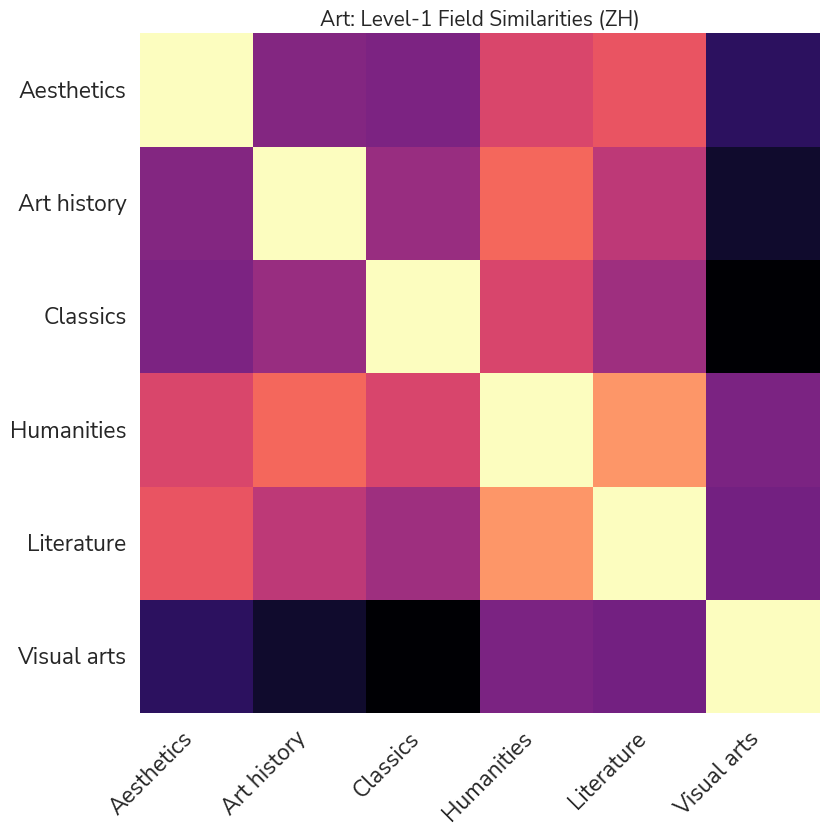 Art: Level-1 Field Similarities (ZH)
Aesthetics
Art history
Classics
Humanities
Literature
Visual arts
Aesthetics
Art history
Classics
Humanities
Literature
Visual arts